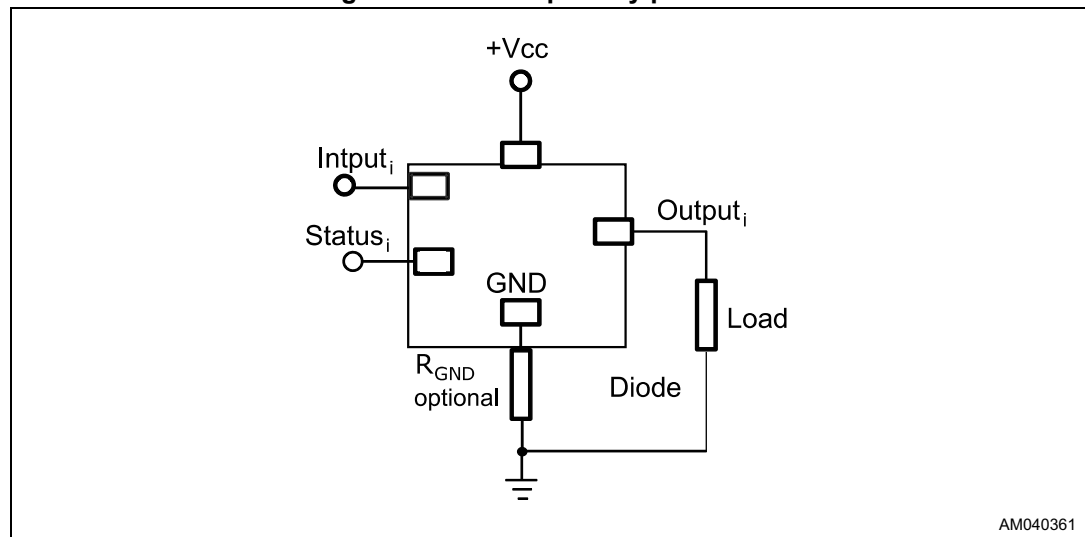 +Vcc
Intput i
Status i
Output i
GND
Load
R GND
optional
Diode
AM040361